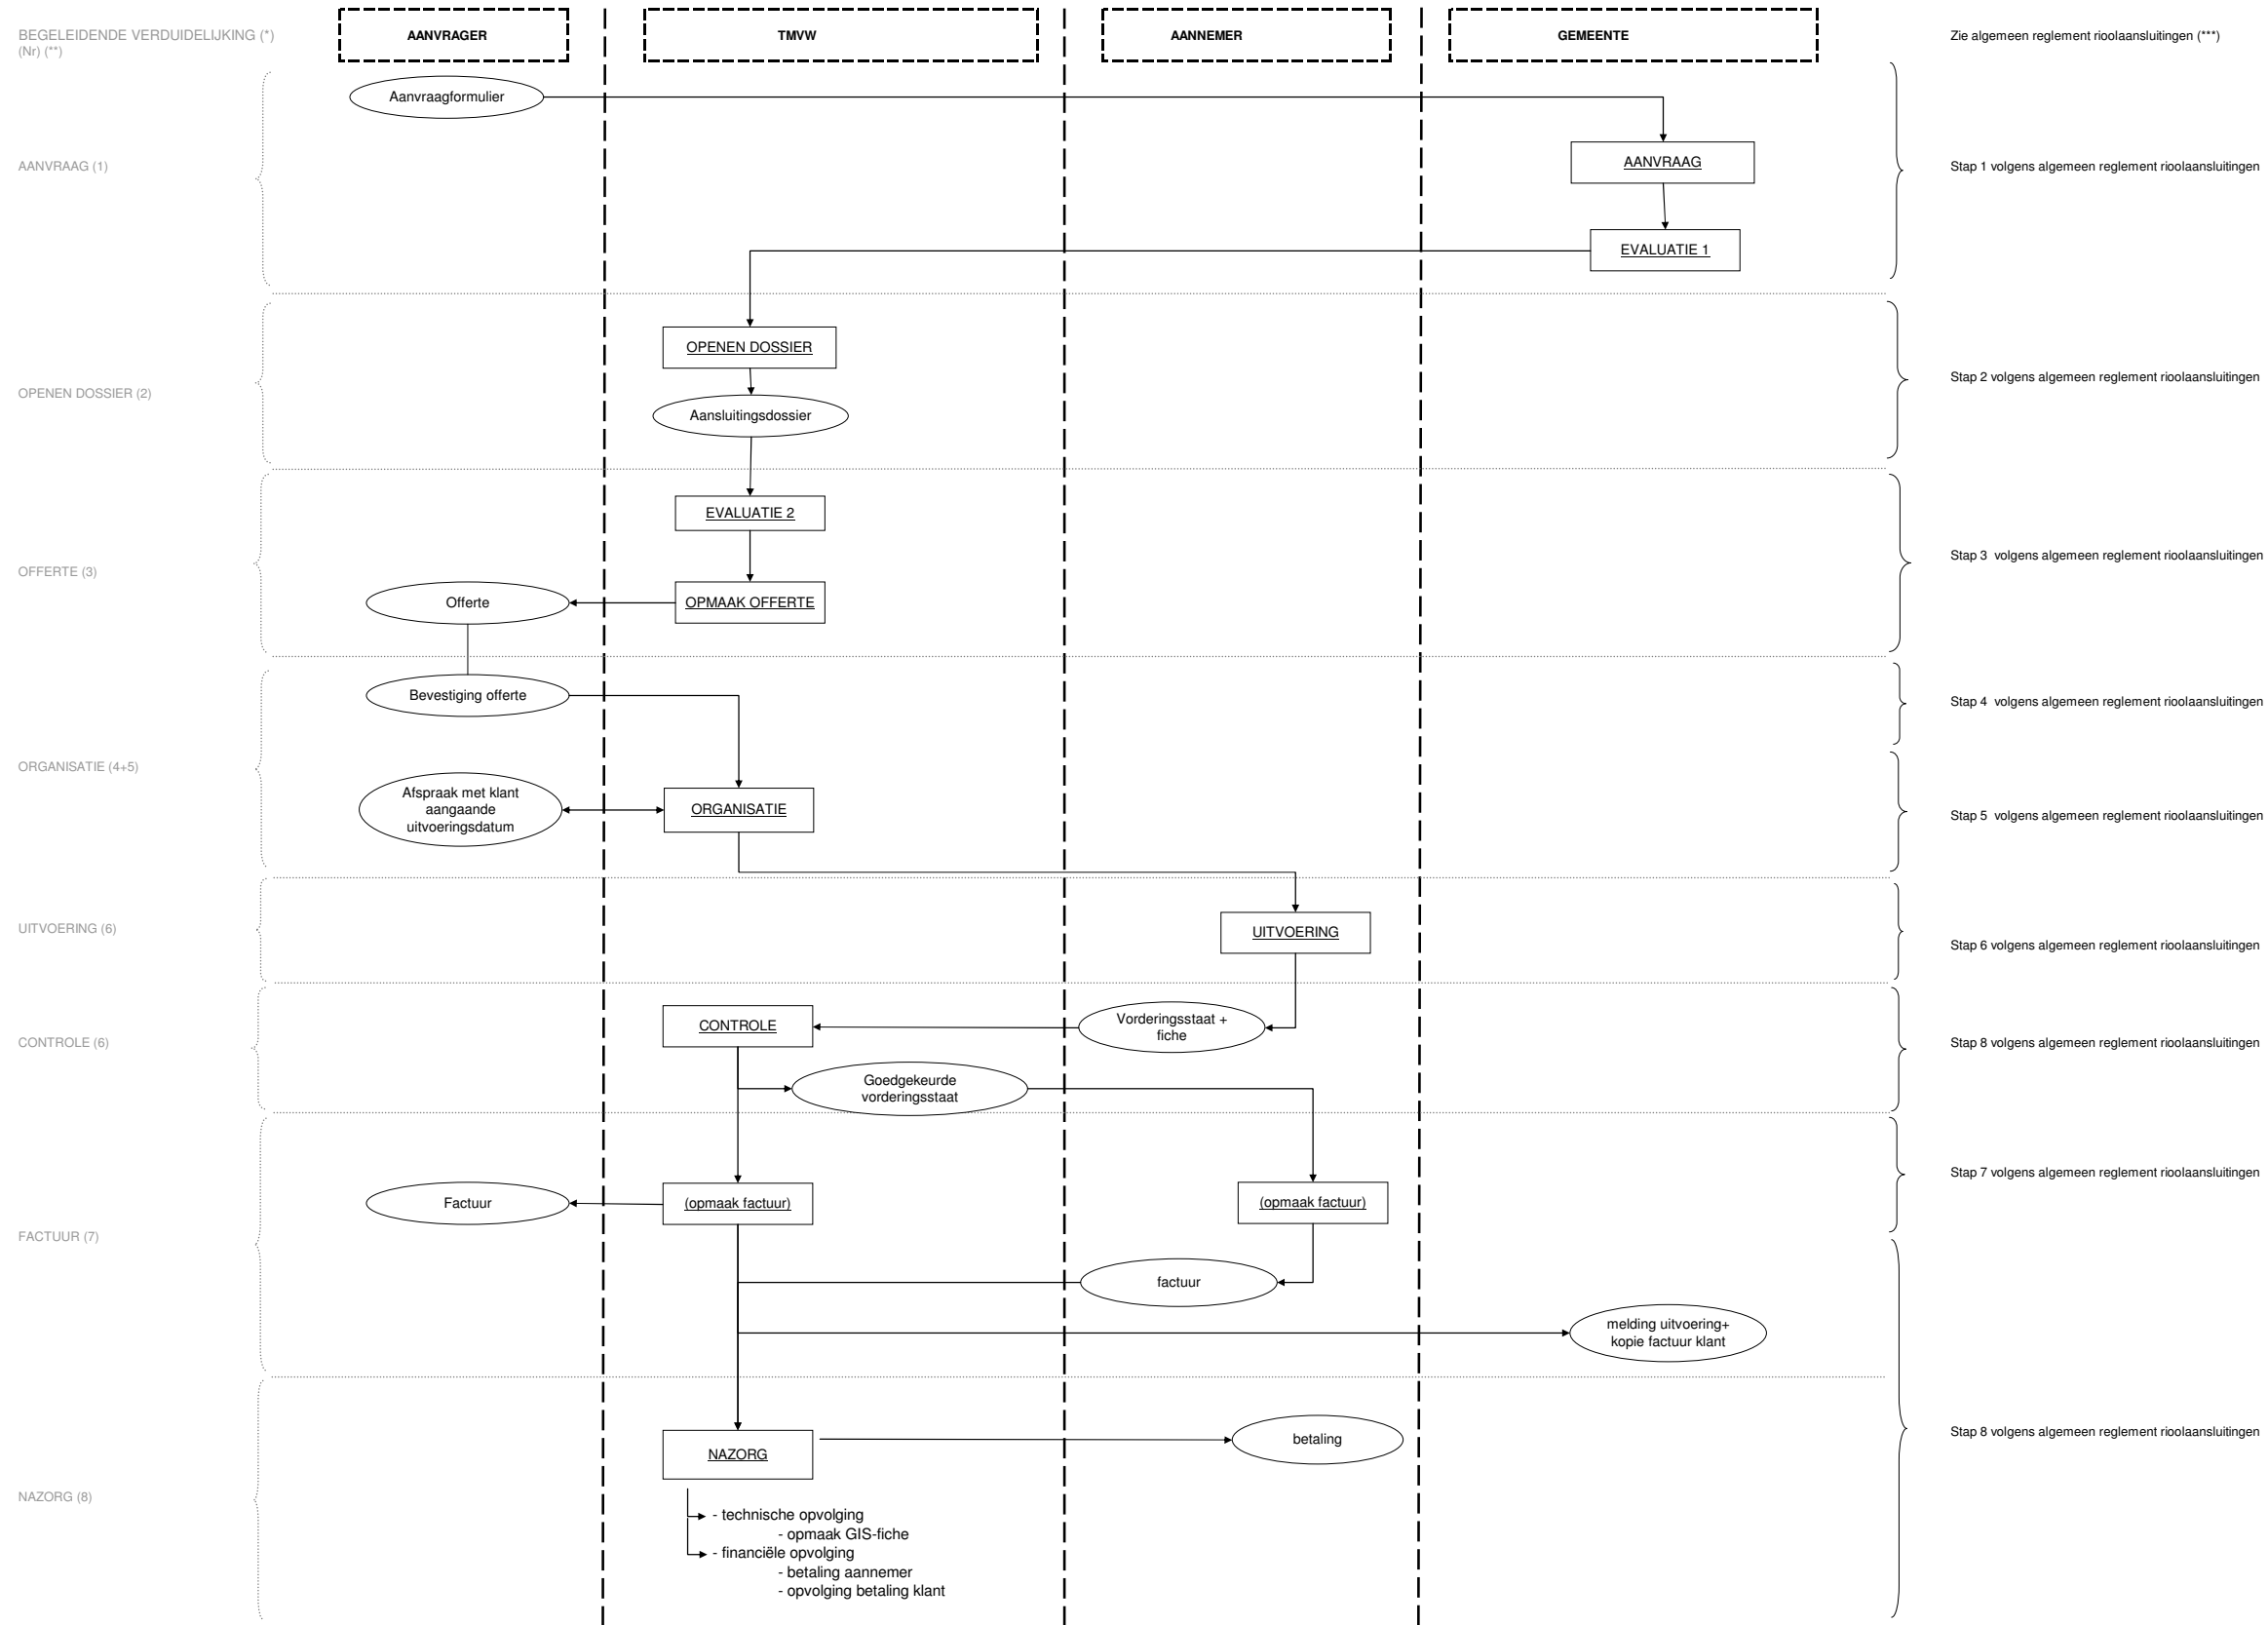 BEGELEIDENDE VERDUIDELIJKING (*)
(Nr) (**)
AANVRAGER
TMVW
AANNEMER
GEMEENTE
Zie algemeen reglement rioolaansluitingen (***)
Aanvraagformulier
AANVRAAG (1)
AANVRAAG
Stap 1 volgens algemeen reglement rioolaansluitingen
EVALUATIE 1
OPENEN DOSSIER
OPENEN DOSSIER (2)
Stap 2 volgens algemeen reglement rioolaansluitingen
Aansluitingsdossier
EVALUATIE 2
OFFERTE (3)
Stap 3 volgens algemeen reglement rioolaansluitingen
Offerte
OPMAAK OFFERTE
Bevestiging offerte
Stap 4 volgens algemeen reglement rioolaansluitingen
ORGANISATIE (4+5)
Afspraak met klant
aangaande
uitvoeringsdatum
ORGANISATIE
Stap 5 volgens algemeen reglement rioolaansluitingen
UITVOERING (6)
UITVOERING
Stap 6 volgens algemeen reglement rioolaansluitingen
CONTROLE (6)
CONTROLE
Vorderingsstaat +
fiche
Stap 8 volgens algemeen reglement rioolaansluitingen
Goedgekeurde
vorderingsstaat
Stap 7 volgens algemeen reglement rioolaansluitingen
Factuur
(opmaak factuur)
(opmaak factuur)
FACTUUR (7)
factuur
melding uitvoering+
kopie factuur klant
NAZORG
betaling
Stap 8 volgens algemeen reglement rioolaansluitingen
NAZORG (8)
- technische opvolging
- opmaak GIS-fiche
- financiële opvolging
- betaling aannemer
- opvolging betaling klant